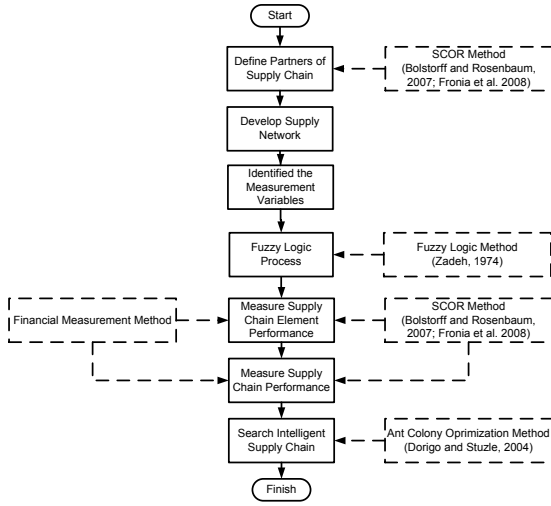 Start
Define Partners of
Supply Chain
SCOR Method
(Bolstorff and Rosenbaum,
2007; Fronia et al. 2008)
Develop Supply
Network
Identified the
Measurement
Variables
Fuzzy Logic
Process
Fuzzy Logic Method
(Zadeh, 1974)
Financial Measurement Method
Measure Supply
Chain Element
Performance
SCOR Method
(Bolstorff and Rosenbaum,
2007; Fronia et al. 2008)
Measure Supply
Chain Performance
Search Intelligent
Supply Chain
Ant Colony Oprimization Method
(Dorigo and Stuzle, 2004)
Finish